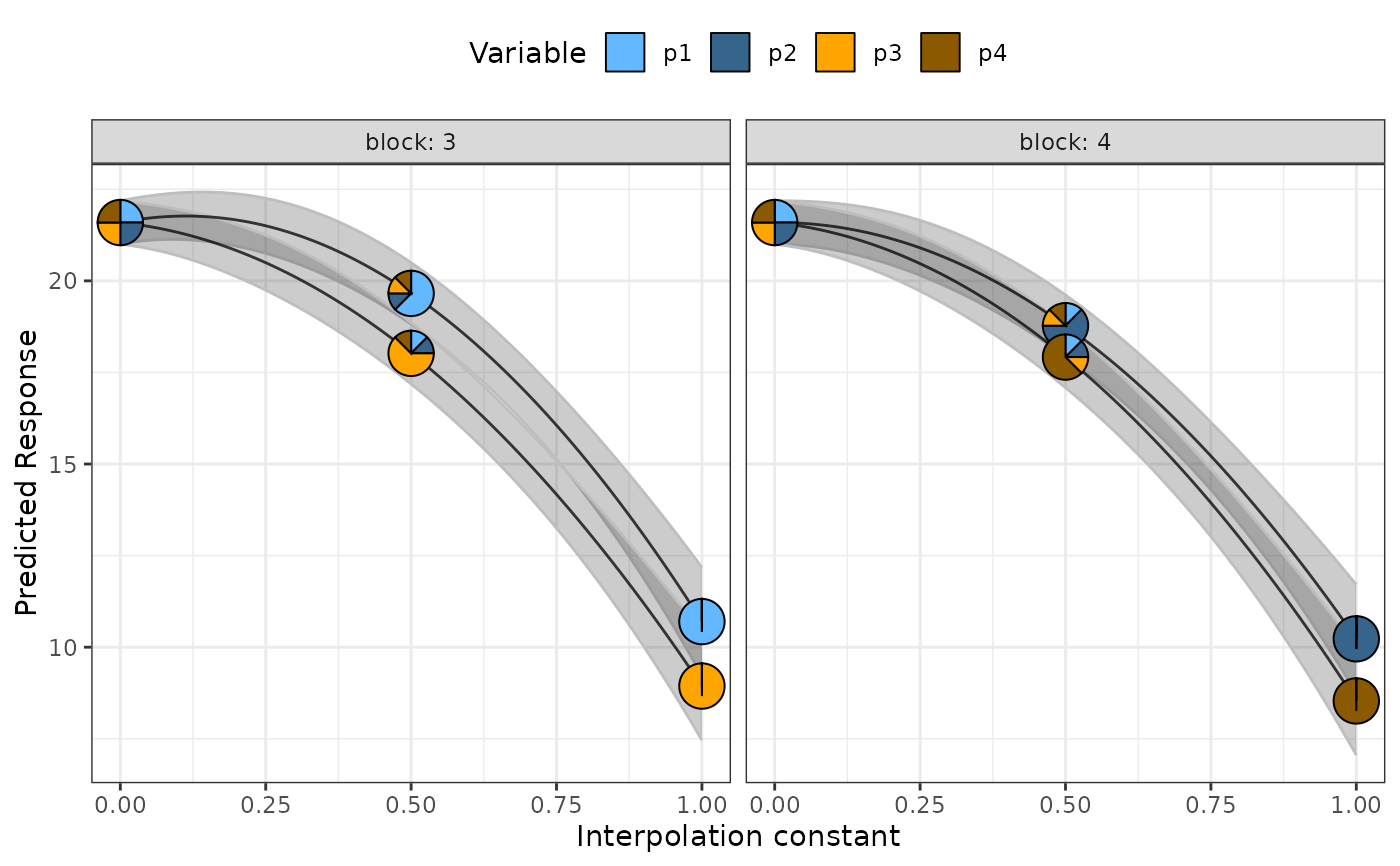 Variable p1 p2 p3 p4
block: 3 block: 4
Predicted Response
20
15
10
0.00 0.25 0.50 0.75 1.00 0.00 0.25 0.50 0.75 1.00
Interpolation constant